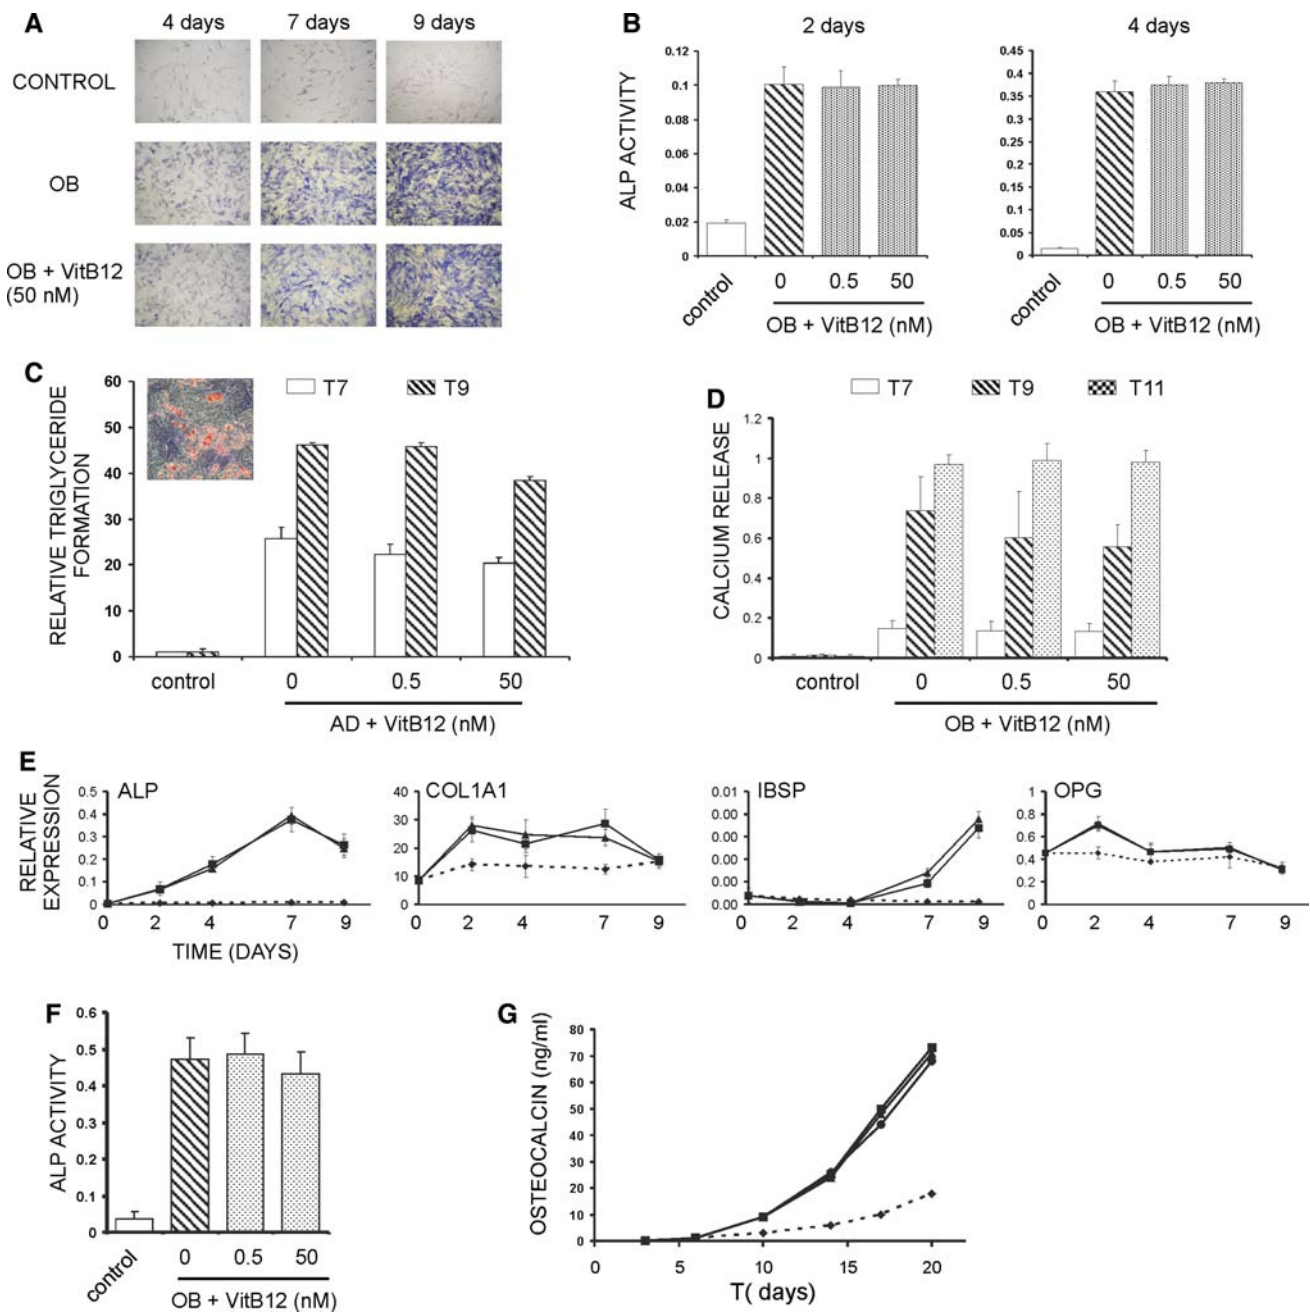 A
4 days 7 days 9 days
CONTROL
OB
OB + VitB12
(50 nM)
B
2 days 4 days
ALP ACTIVITY
0.12
0.1
0.08
0.06
0.04
0.02
0
control 0 0.5 50
OB + VitB12 (nM)
0.45
0.4
0.35
0.3
0.25
0.2
0.15
0.1
0.05
0
control 0 0.5 50
OB + VitB12 (nM)
C
RELATIVE TRIGLYCERIDE
FORMATION
T7 T9
60
50
40
30
20
10
0
control 0 0.5 50
AD + VitB12 (nM)
D
T7 T9 T11
CALCIUM RELEASE
1.2
1
0.8
0.6
0.4
0.2
0
control 0 0.5 50
OB + VitB12 (nM)
E
RELATIVE
EXPRESSION
ALP
0.5
0.4
0.3
0.2
0.1
0
0 2 4 7 9
TIME (DAYS)
COL1A1
40
30
20
10
0
0 2 4 7 9
IBSP
0.01
0.01
0.00
0.00
0.00
0.00
0 2 4 7 9
OPG
1
0.8
0.6
0.4
0.2
0
0 2 4 7 9
F
ALP ACTIVITY
0.6
0.5
0.4
0.3
0.2
0.1
0
control 0 0.5 50
OB + VitB12 (nM)
G
OSTEOCALCIN (ng/ml)
80
70
60
50
40
30
20
10
0
0 5 10 15 20
T( days)